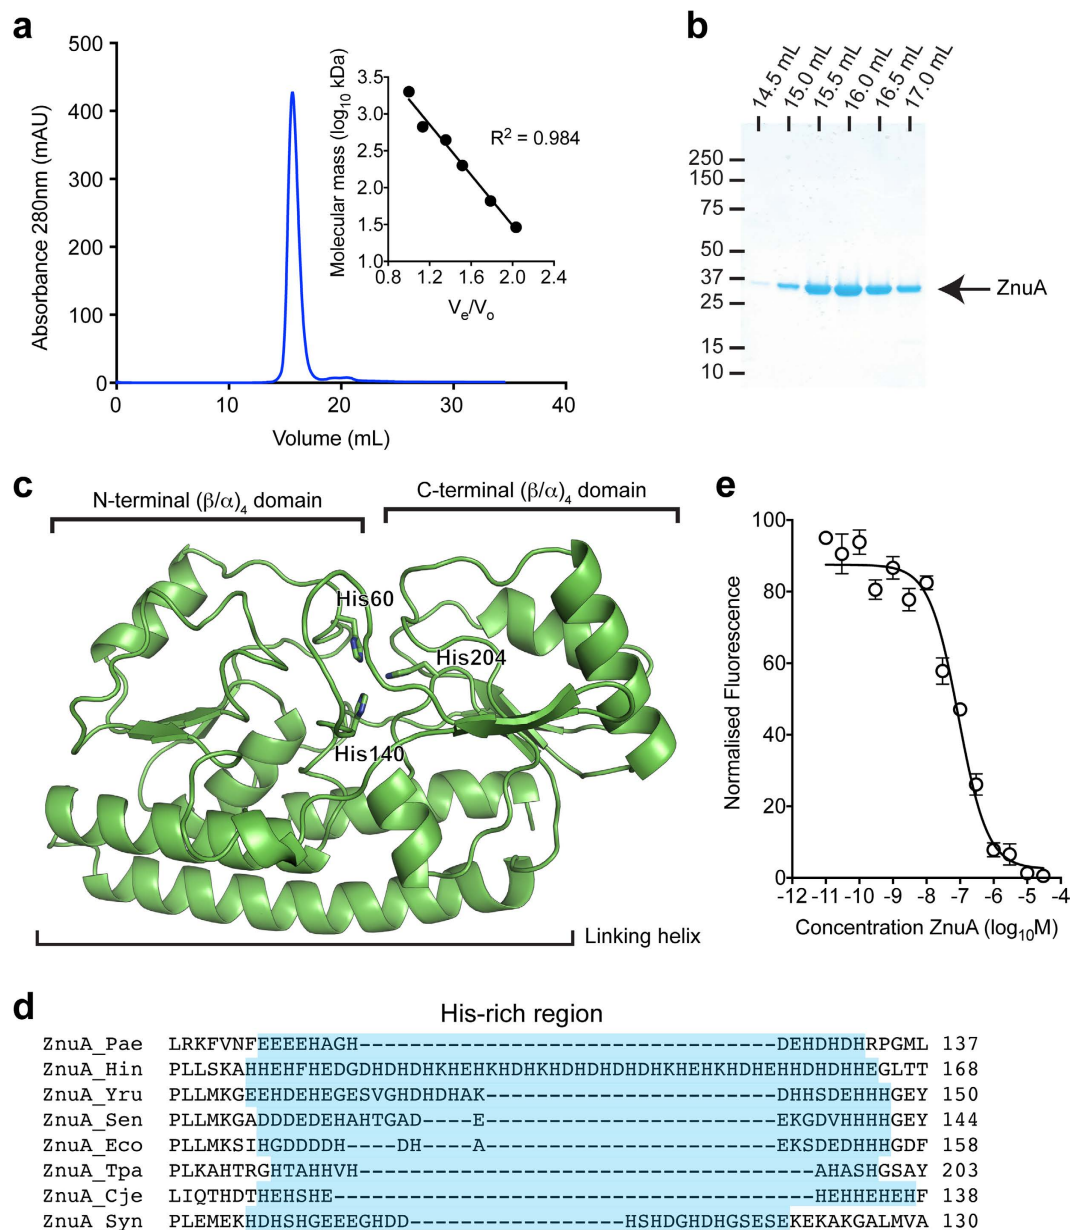 a
500
400
300
200
100
0
Absorbance 280nm (mAU)
0 10 20 30 40
Volume (mL)
3.5
3.0
2.5
2.0
1.5
1.0
Molecular mass (log10 kDa)
R2 = 0.984
0.8 1.2 1.6 2.0 2.4
Ve/Vo
b
14.5 mL
15.0 mL
15.5 mL
16.0 mL
16.5 mL
17.0 mL
250
150
75
50
37
25
15
10
ZnuA
c
N-terminal (β/α)4 domain
C-terminal (β/α)4 domain
His60
His204
His140
Linking helix
e
100
80
60
40
20
0
Normalised Fluorescence
-12 -11 -10 -9 -8 -7 -6 -5 -4
Concentration ZnuA (log10M)
d
His-rich region
ZnuA_Pae LRKFVNFEEEEHAGH-----------------------------------DEHDHDHRPGML 137
ZnuA_Hin PLLSKAHHEHFHEDGDHDHDHKHEHKHDHKHDHDHDHDHKHEHKHDHEHHDHDHHEGLTT 168
ZnuA_Yru PLLMKGEEHDEHGEGESVGHDHDHAK------------------------DHHSDEHHHGEY 150
ZnuA_Sen PLLMKGADDDEDEHAHTGAD----E-------------------------EKGDVHHHHGEY 144
ZnuA_Eco PLLMKSIHGDDDDH----DH----A-------------------------EKSDEDHHHGDF 158
ZnuA_Tpa PLKAHTRGHTAHHVH--------------------------------------AHASHGSAY 203
ZnuA_Cje LIQTHDTHEHSHE----------------------------------------HEHHEHEHF 138
ZnuA_Syn PLEMEKHDHSHGEEEGHDD------------------HSHDGHDHGSESEKEKAKGALMVA 130